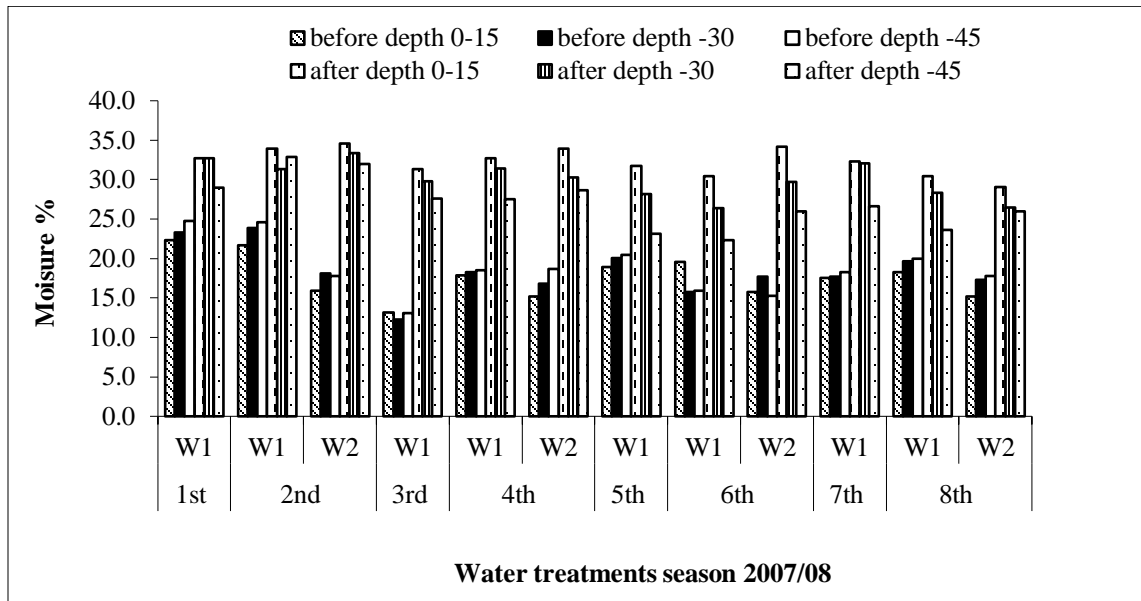 before depth 0-15 before depth -30 before depth -45
after depth 0-15 after depth -30 after depth -45
40.0
35.0
30.0
25.0
20.0
15.0
10.0
5.0
0.0
Moisure %
W1 W1 W2 W1 W1 W2 W1 W1 W2 W1 W1 W2
1st 2nd 3rd 4th 5th 6th 7th 8th
Water treatments season 2007/08